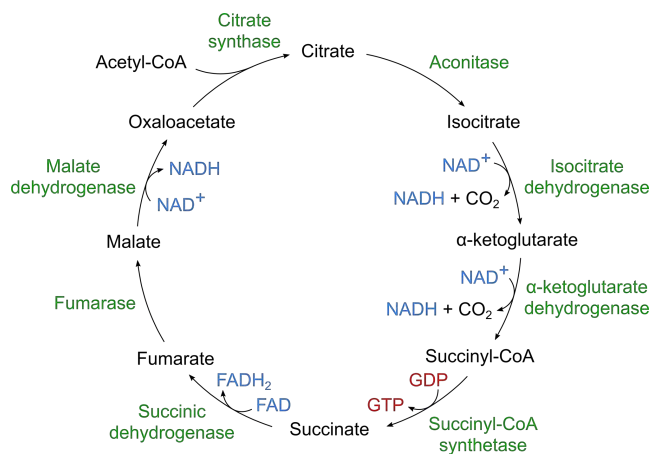 Citrate
synthase
Citrate
Acetyl-CoA
Aconitase
Oxaloacetate
Isocitrate
Malate
dehydrogenase
NADH
NAD+
NAD+
NADH + CO2
Isocitrate
dehydrogenase
Malate
α-ketoglutarate
NAD+
NADH + CO2
α-ketoglutarate
dehydrogenase
Fumarase
Fumarate
Succinyl-CoA
FADH2
FAD
GDP
GTP
Succinic
dehydrogenase
Succinate
Succinyl-CoA
synthetase